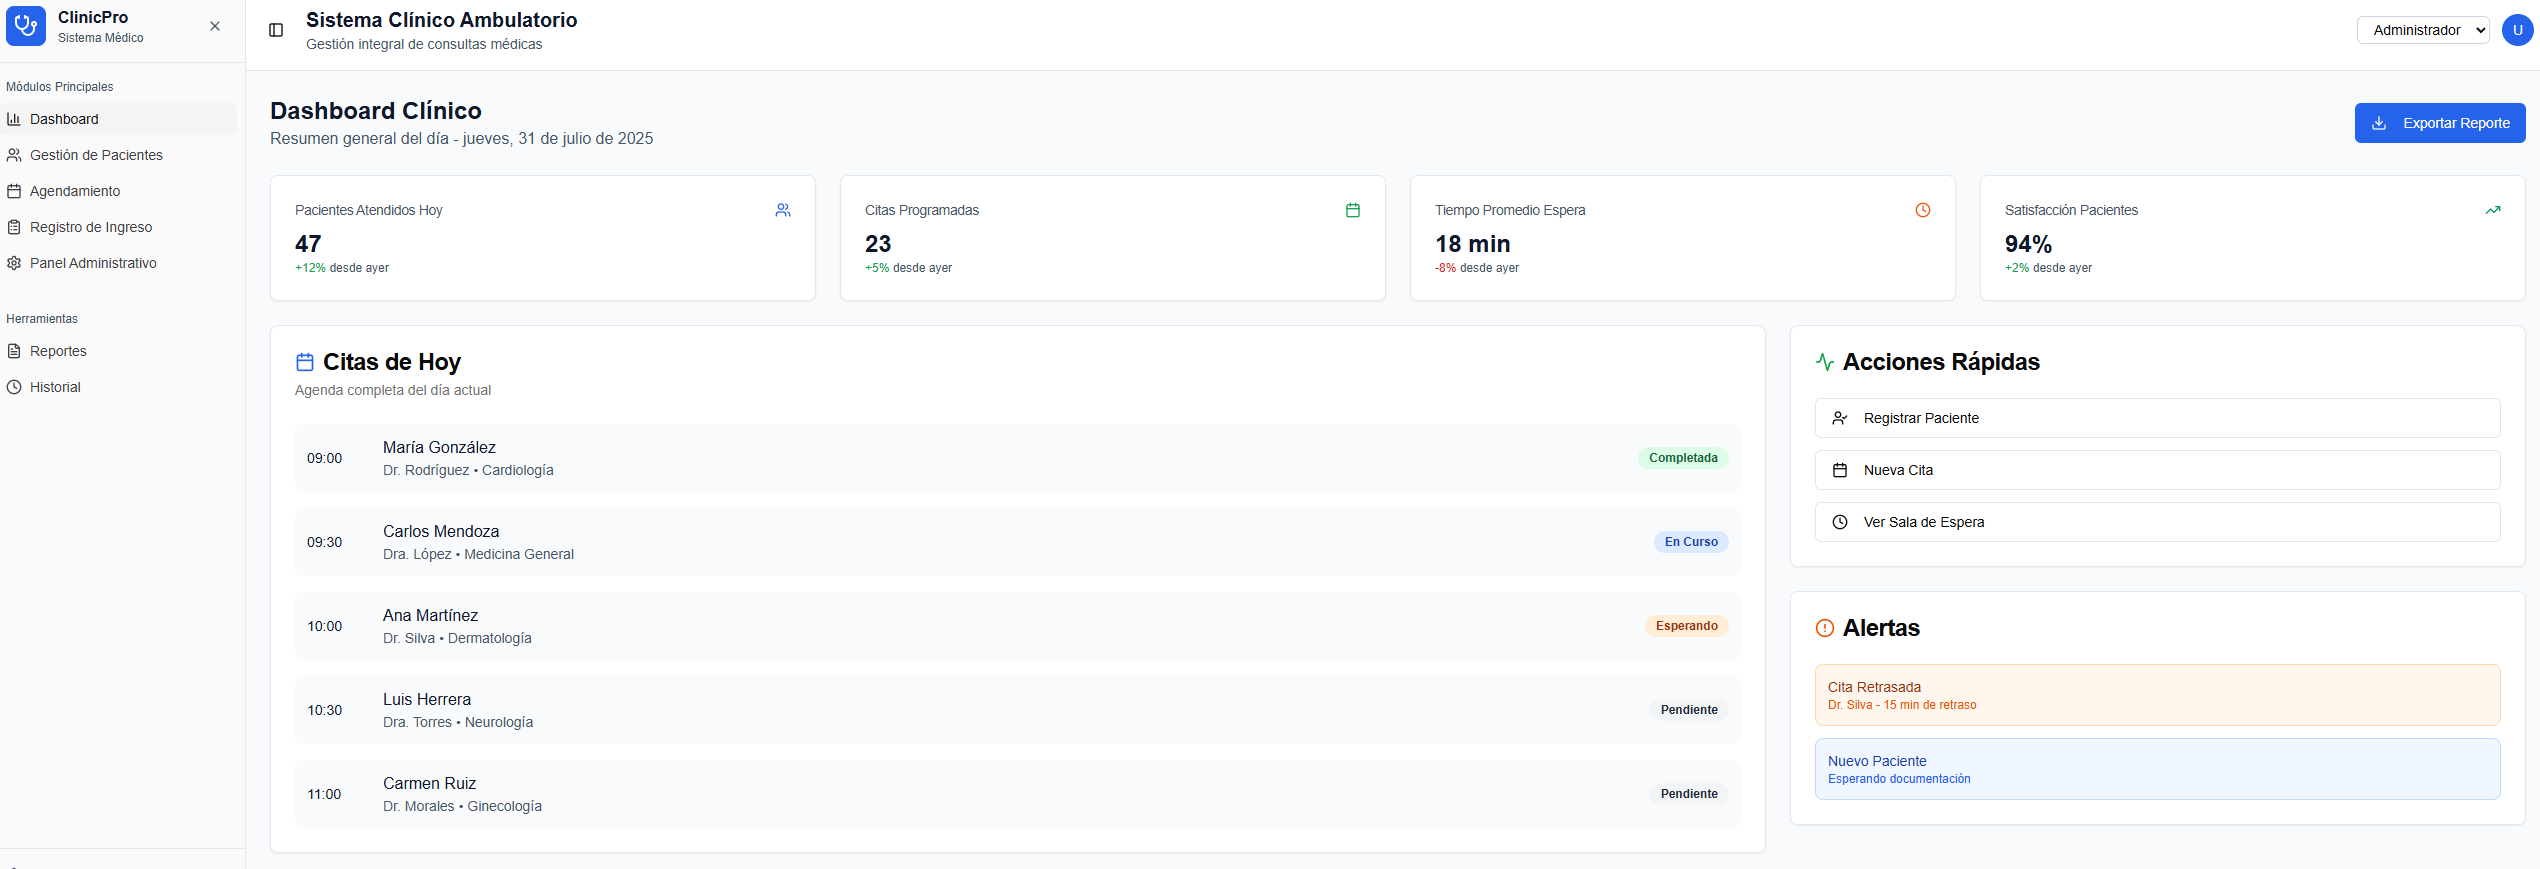 ClinicPro
Sistema Médico
Módulos Principales
Dashboard
Gestión de Pacientes
Agendamiento
Registro de Ingreso
Panel Administrativo
Herramientas
Reportes
Historial
Sistema Clínico Ambulatorio
Gestión integral de consultas médicas
Administrador
U
Dashboard Clínico
Resumen general del día - jueves, 31 de julio de 2025
Exportar Reporte
Pacientes Atendidos Hoy
47
+12% desde ayer
Citas Programadas
23
+5% desde ayer
Tiempo Promedio Espera
18 min
-8% desde ayer
Satisfacción Pacientes
94%
+2% desde ayer
Citas de Hoy
Agenda completa del día actual
09:00
María González
Dr. Rodríguez • Cardiología
Completada
09:30
Carlos Mendoza
Dra. López • Medicina General
En Curso
10:00
Ana Martínez
Dr. Silva • Dermatología
Esperando
10:30
Luis Herrera
Dra. Torres • Neurología
Pendiente
11:00
Carmen Ruiz
Dr. Morales • Ginecología
Pendiente
Acciones Rápidas
Registrar Paciente
Nueva Cita
Ver Sala de Espera
Alertas
Cita Retrasada
Dr. Silva - 15 min de retraso
Nuevo Paciente
Esperando documentación